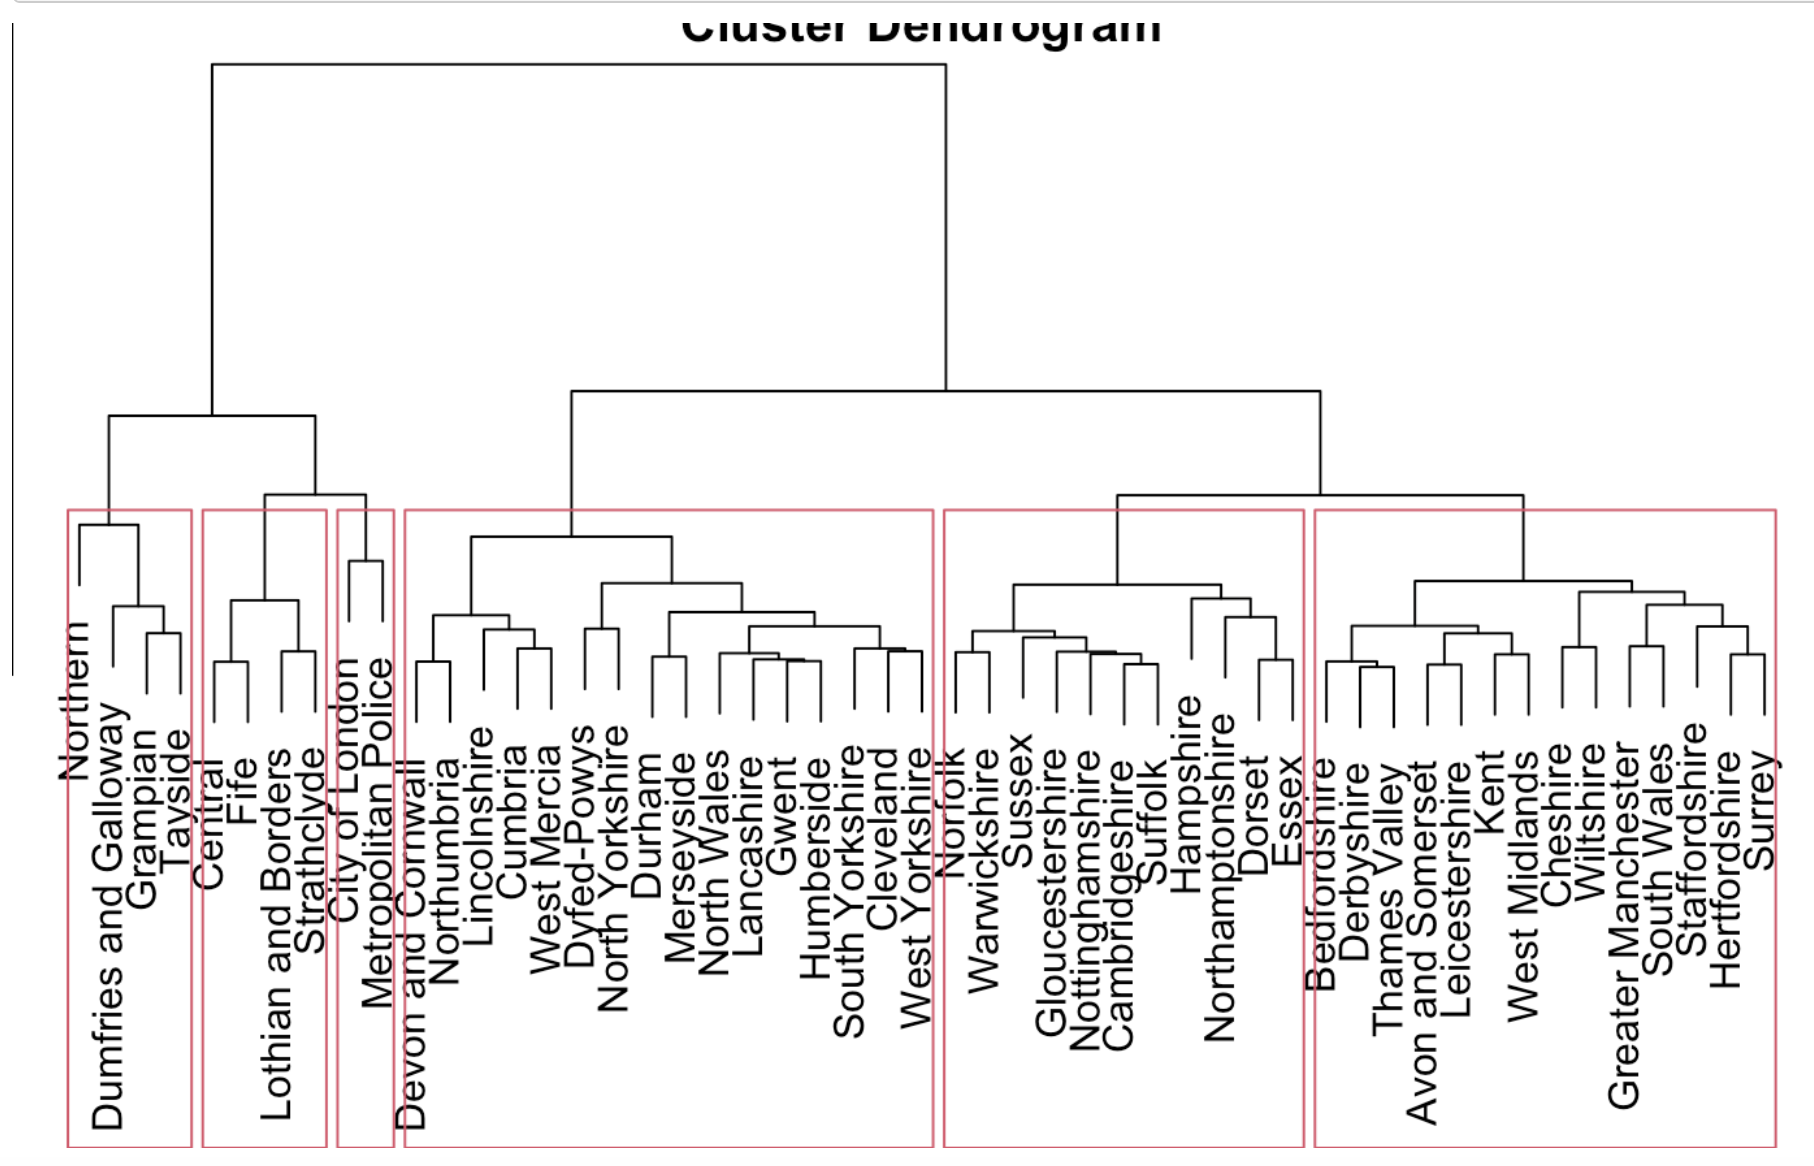 Cluster Dendrogram
Northern
Dumfries and Galloway
Grampian
Tayside
Central
Fife
Lothian and Borders
Strathclyde
City of London
Metropolitan Police
Devon and Cornwall
Northumbria
Lincolnshire
Cumbria
West Mercia
Dyfed-Powys
North Yorkshire
Durham
Merseyside
North Wales
Lancashire
Gwent
Humberside
South Yorkshire
Cleveland
West Yorkshire
Norfolk
Warwickshire
Sussex
Gloucestershire
Nottinghamshire
Cambridgeshire
Suffolk
Hampshire
Northamptonshire
Dorset
Essex
Bedfordshire
Derbyshire
Thames Valley
Avon and Somerset
Leicestershire
Kent
West Midlands
Cheshire
Wiltshire
Greater Manchester
South Wales
Staffordshire
Hertfordshire
Surrey